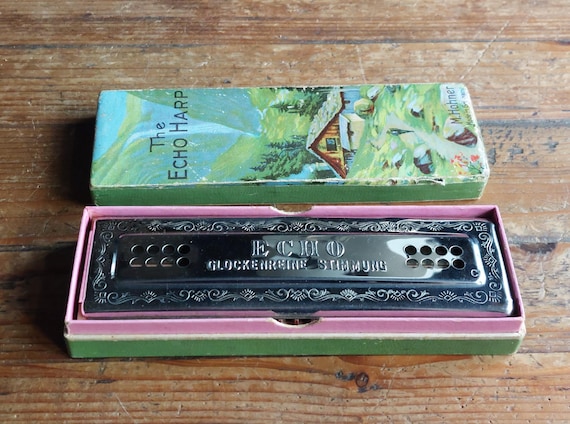 The
ECHO HARP
M. Hohner
ECHO
GLOCKENREINE STIMMUNG
C